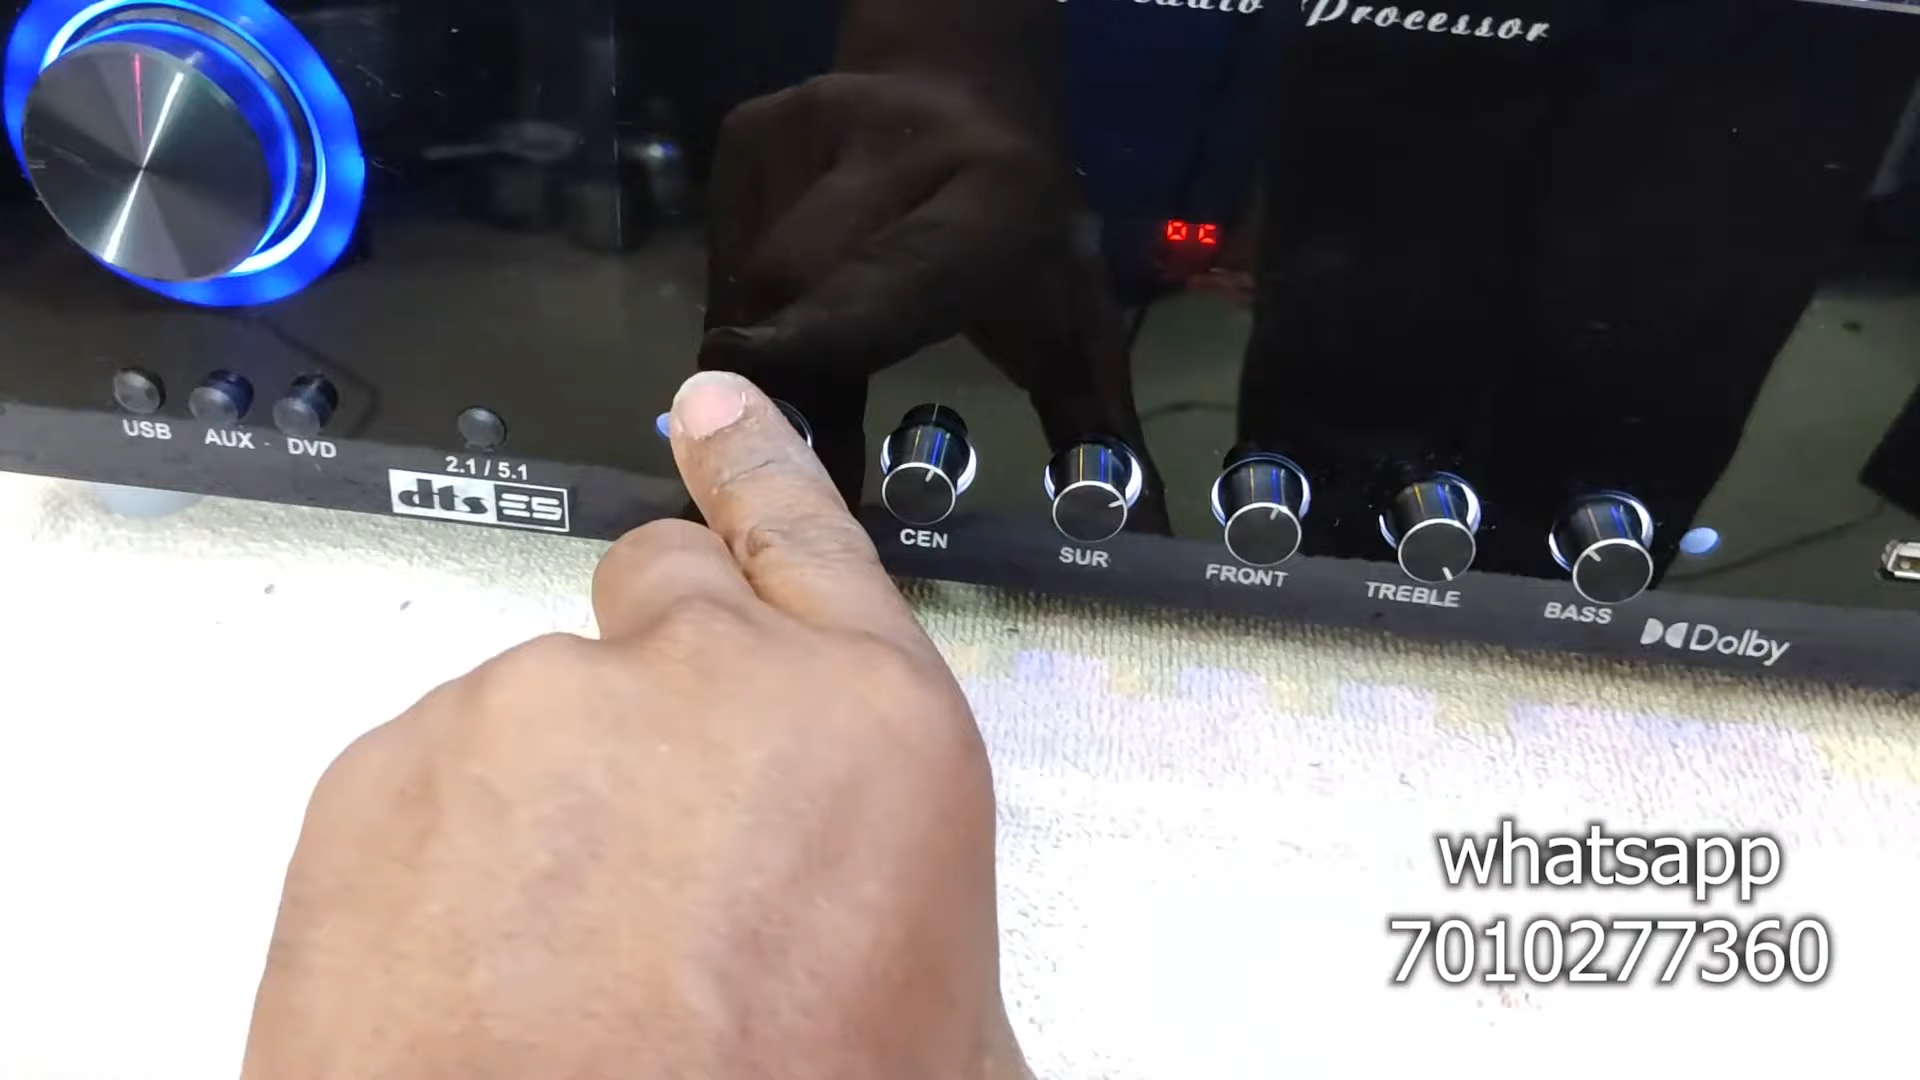 Processor
USB AUX DVD
2.1 / 5.1
dts ES
CEN
SUR
FRONT
TREBLE
BASS
Dolby
whatsapp
7010277360